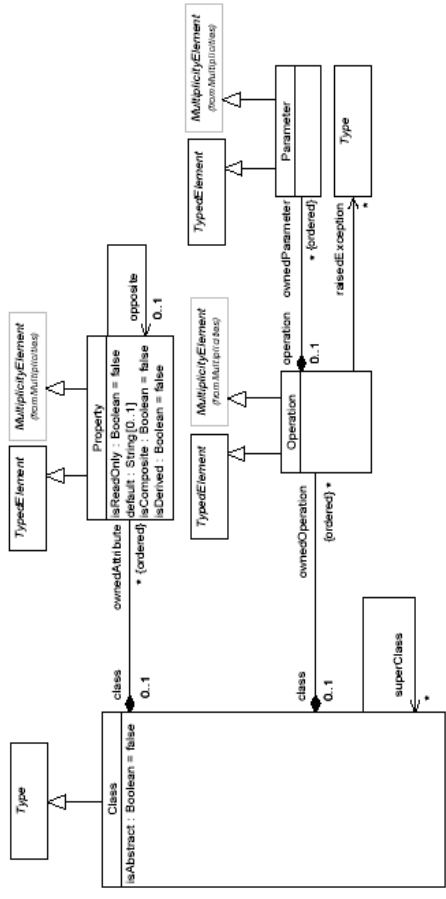 Type
Class
isAbstract : Boolean = false
class
0..1
ownedAttribute
* {ordered}
TypedElement
MultiplicityElement
(from Multiplicities)
Property
isReadOnly : Boolean = false
default : String [0..1]
isComposite : Boolean = false
isDerived : Boolean = false
opposite
0..1
class
0..1
ownedOperation
{ordered} *
TypedElement
MultiplicityElement
(from Multiplicities)
Operation
operation
0..1
ownedParameter
* {ordered}
TypedElement
MultiplicityElement
(from Multiplicities)
Parameter
raisedException
*
Type
superClass
*